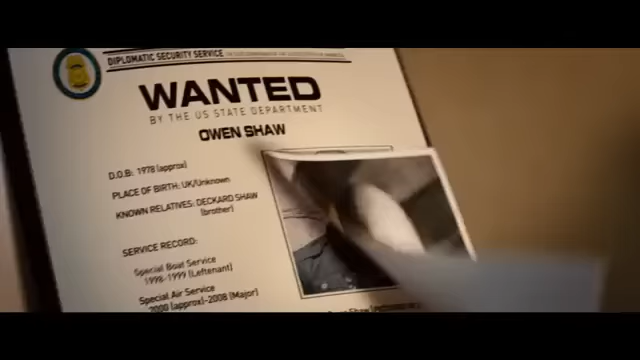 DIPLOMATIC SECURITY SERVICE
WANTED
BY THE US STATE DEPARTMENT
OWEN SHAW
D.O.B: 1978 (approx)
PLACE OF BIRTH: UK/Unknown
KNOWN RELATIVES: DECKARD SHAW
(brother)
SERVICE RECORD:
Special Boat Service
1998-1999 (Leftenant)
Special Air Service
2000 (approx)-2008 (Major)
Shaw